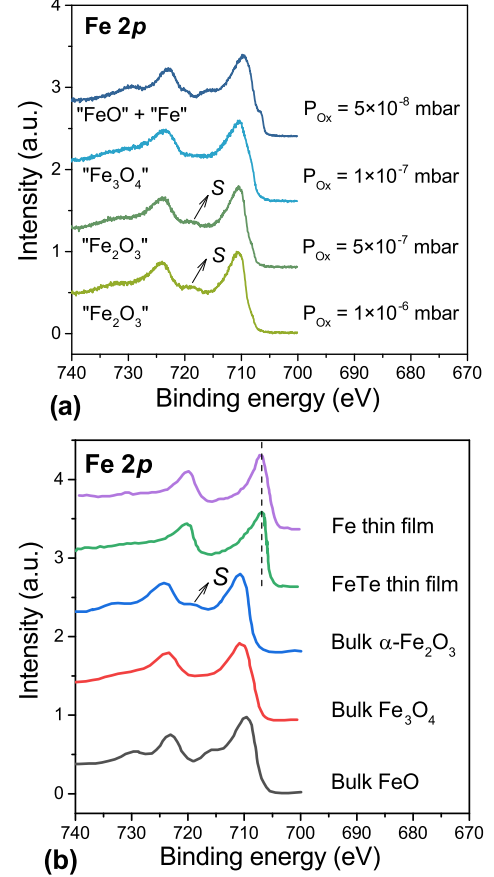 Fe 2p
4
3
2
1
0
Intensity (a.u.)
"FeO" + "Fe"
P_Ox = 5×10^-8 mbar
"Fe₃O₄"
P_Ox = 1×10^-7 mbar
S
"Fe₂O₃"
P_Ox = 5×10^-7 mbar
S
"Fe₂O₃"
P_Ox = 1×10^-6 mbar
740 730 720 710 700 690 680 670
Binding energy (eV)
(a)
Fe 2p
4
3
2
1
0
Intensity (a.u.)
Fe thin film
FeTe thin film
S
Bulk α-Fe₂O₃
Bulk Fe₃O₄
Bulk FeO
740 730 720 710 700 690 680 670
Binding energy (eV)
(b)